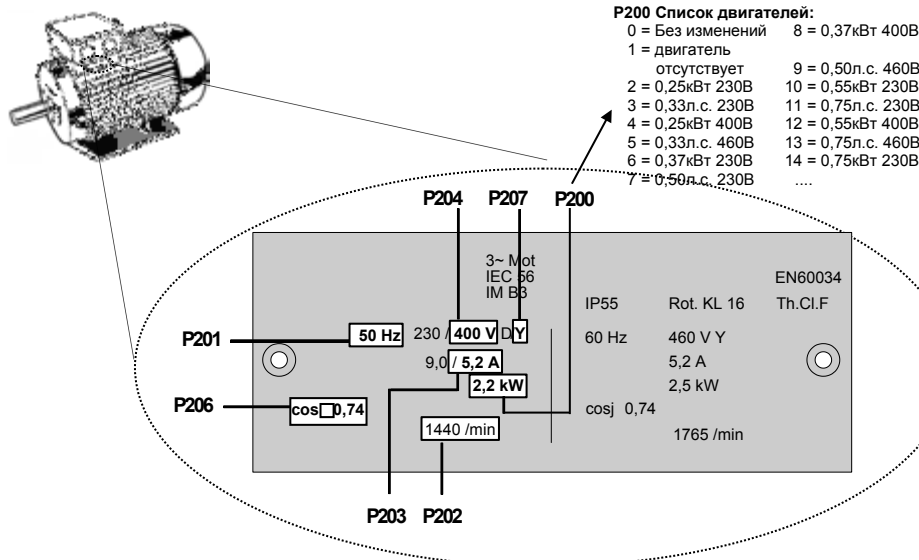 P200 Список двигателей:
0 = Без изменений 8 = 0,37кВт 400В
1 = двигатель
отсутствует 9 = 0,50л.с. 460В
2 = 0,25кВт 230В 10 = 0,55кВт 230В
3 = 0,33л.с. 230В 11 = 0,75л.с. 230В
4 = 0,25кВт 400В 12 = 0,55кВт 400В
5 = 0,33л.с. 460В 13 = 0,75л.с. 460В
6 = 0,37кВт 230В 14 = 0,75кВт 230В
7 = 0,50л.с. 230В ....
P204 P207 P200
3~ Mot
IEC 56
IM B3
EN60034
IP55 Rot. KL 16 Th.Cl.F
P201 50 Hz 230 / 400 V D Y 60 Hz 460 V Y
9,0 / 5,2 A 5,2 A
2,2 kW 2,5 kW
P206 cos□0,74 cosj 0,74
1440 /min 1765 /min
P203 P202